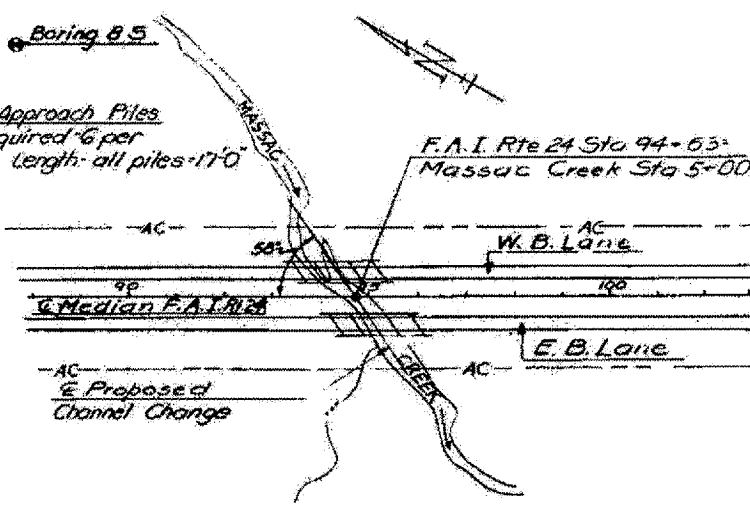 Boring 8 S
Approach Piles
quired - 6 per
Length - all piles = 17'0"
MASSAC
N
F.A.I. Rte 24 Sta 94+63=
Massac Creek Sta 5+00
AC
AC
58°
W. B. Lane
90
95
100
℄ Median F.A.I. Rt 24
E. B. Lane
AC
AC
CREEK
℄ Proposed
Channel Change